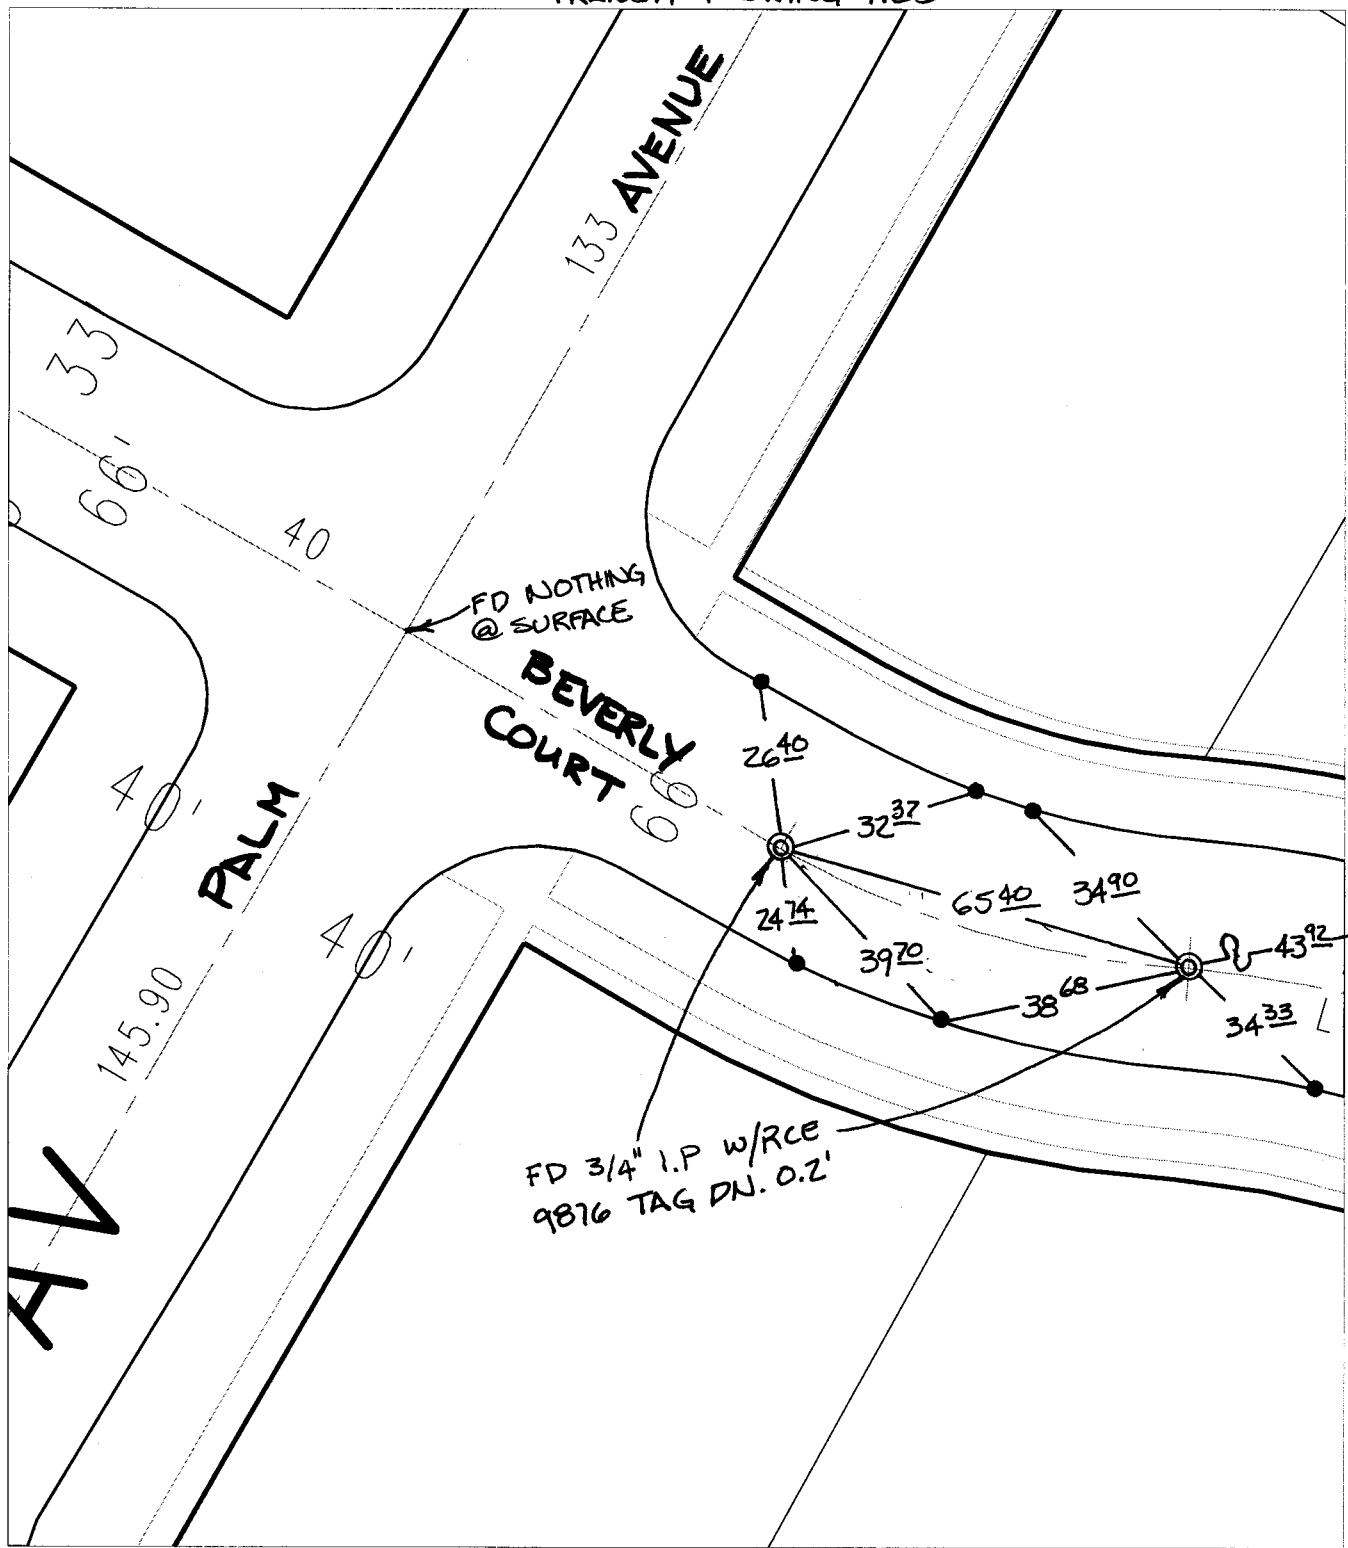 AVENUE
133
33
66'
40
FD NOTHING
@ SURFACE
BEVERLY
COURT
66
26 40
32 37
65 40
34 90
24 74
39 70
38 68
43 92
34 33
40'
PALM
40'
145.90
FD 3/4" I.P W/RCE
9876 TAG DN. 0.2'
AV